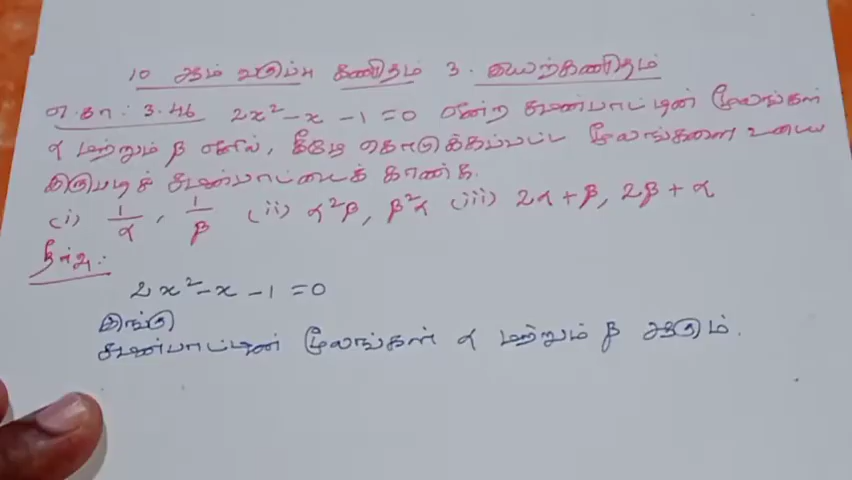 10 ஆம் வகுப்பு கணிதம் 3. இயற்கணிதம்
எ.கா : 3.46 2x² - x - 1 = 0 என்ற சமன்பாட்டின் மூலங்கள்
α மற்றும் β எனில், கீழே கொடுக்கப்பட்ட மூலங்களை உடைய
இருபடிச் சமன்பாட்டைக் காண்க.
(i) 1/α , 1/β (ii) α²β, β²α (iii) 2α + β, 2β + α
தீர்வு :
2x² - x - 1 = 0
இங்கு
சமன்பாட்டின் மூலங்கள் α மற்றும் β ஆகும்.